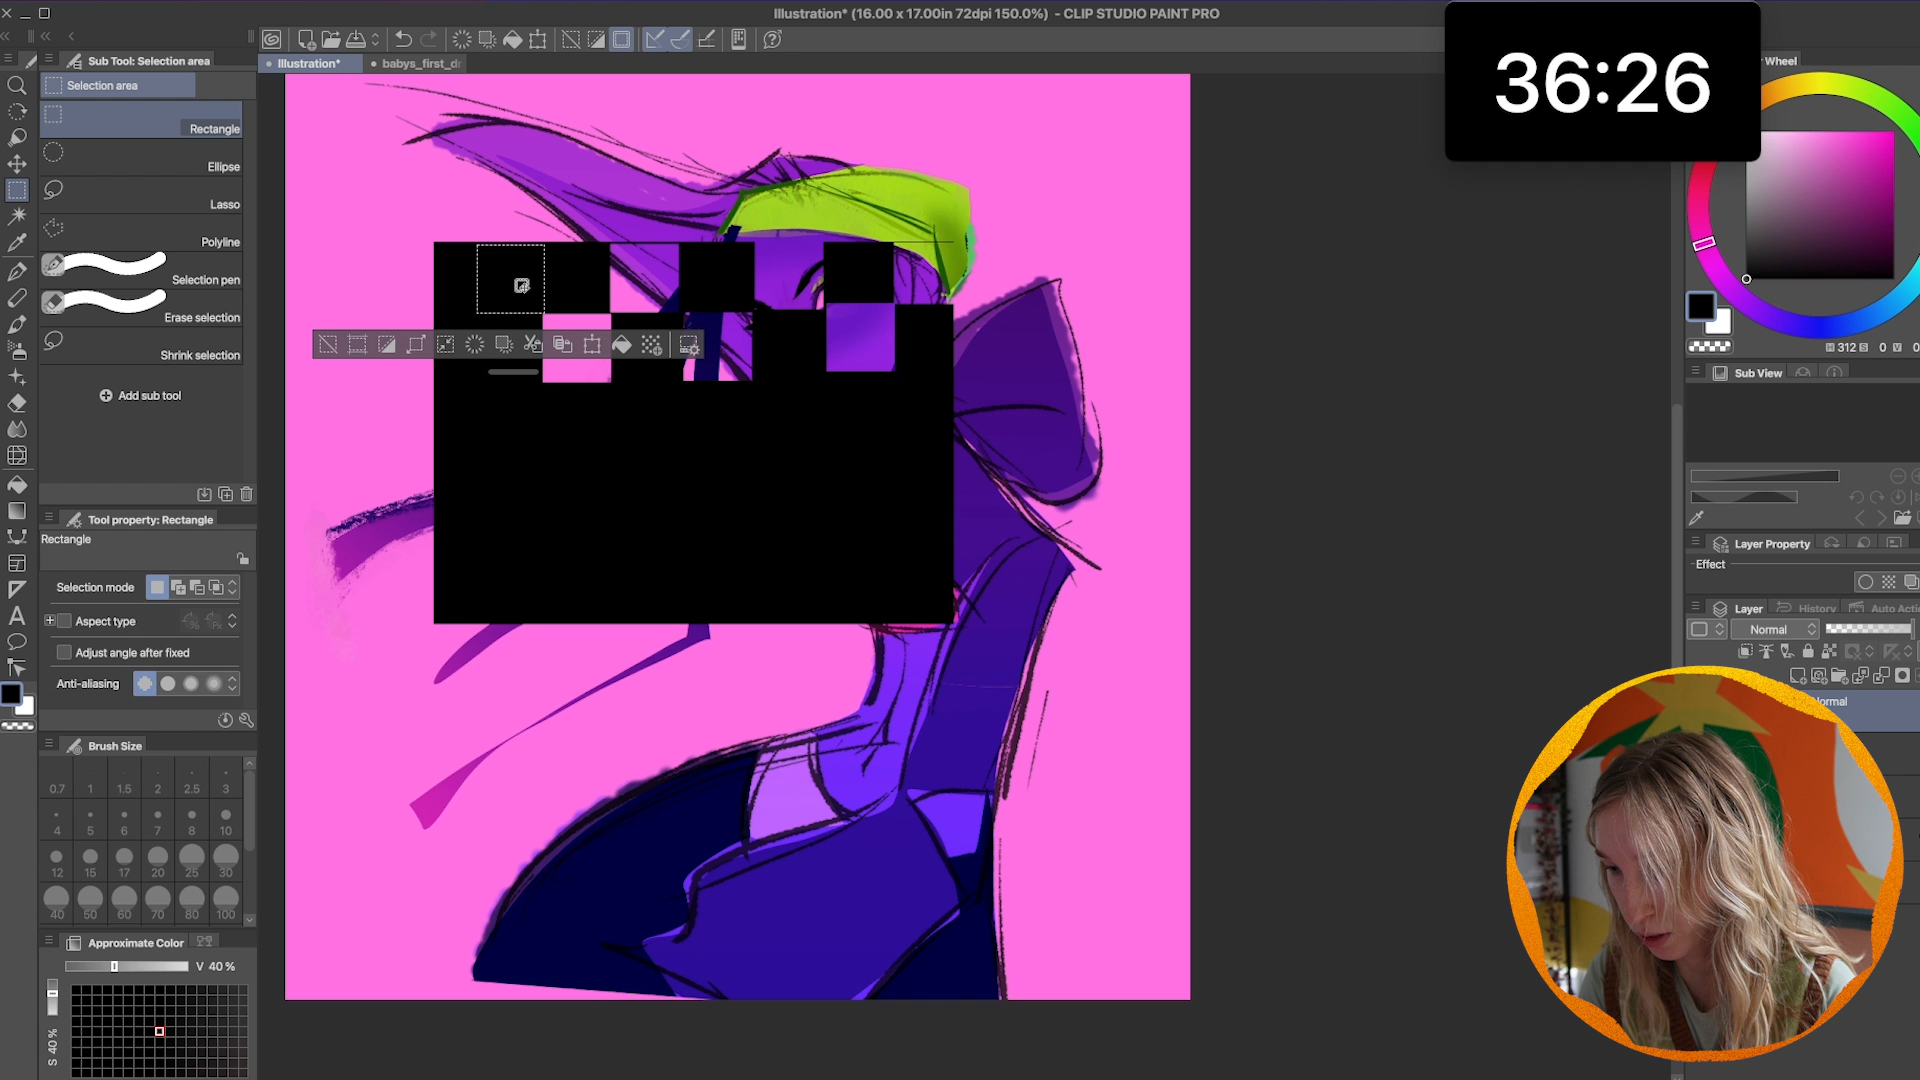 Illustration* (16.00 x 17.00in 72dpi 150.0%) - CLIP STUDIO PAINT PRO
36:26
Sub Tool: Selection area
Illustration*
babys_first_dr
Wheel
Selection area
Rectangle
Ellipse
Lasso
Polyline
Selection pen
Erase selection
Shrink selection
Add sub tool
H 312 S 0 V 0
Sub View
Tool property: Rectangle
Rectangle
Layer Property
Effect
Selection mode
Layer
History
Auto Acti
Aspect type
Normal
Adjust angle after fixed
Anti-aliasing
Normal
Brush Size
0.7 1 1.5 2 2.5 3
4 5 6 7 8 10
12 15 17 20 25 30
40 50 60 70 80 100
Approximate Color
V 40 %
S 40 %